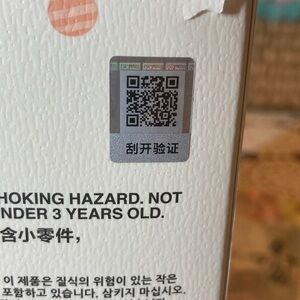 刮开验证
HOKING HAZARD. NOT
NDER 3 YEARS OLD.
含小零件，
이 제품은 질식의 위험이 있는 작은
포함하고 있습니다. 삼키지 마십시오.